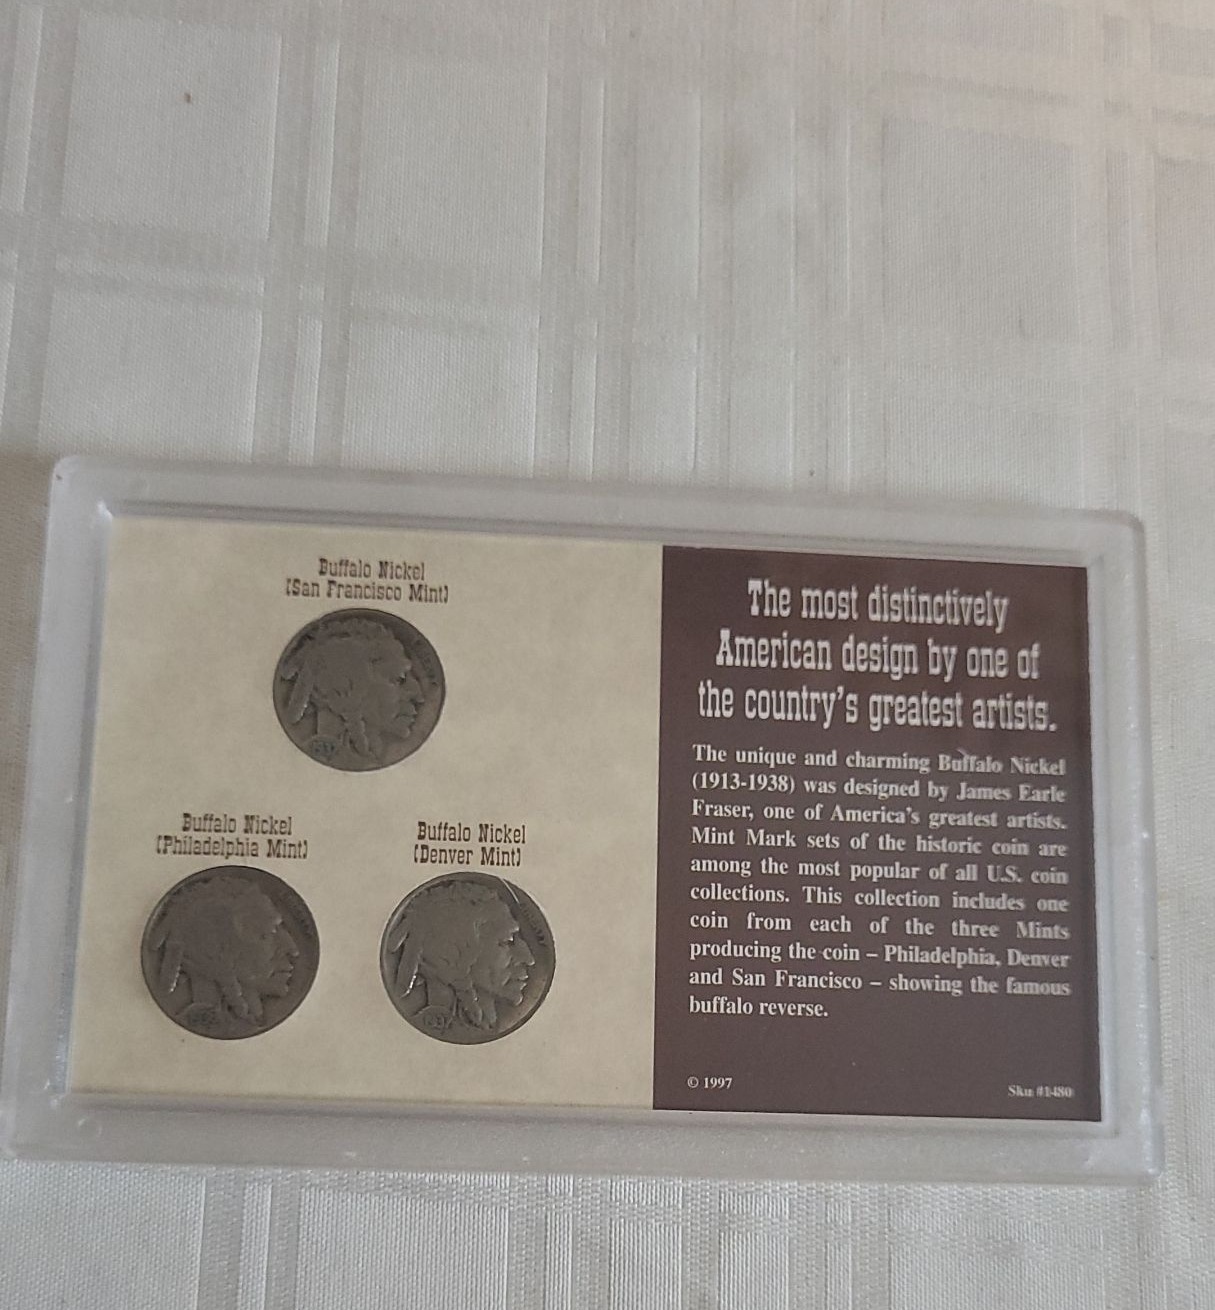 Buffalo Nickel
(San Francisco Mint)
1937
Buffalo Nickel
(Philadelphia Mint)
Buffalo Nickel
(Denver Mint)
1937
The most distinctively
American design by one of
the country's greatest artists.
The unique and charming Buffalo Nickel
(1913-1938) was designed by James Earle
Fraser, one of America's greatest artists.
Mint Mark sets of the historic coin are
among the most popular of all U.S. coin
collections. This collection includes one
coin from each of the three Mints
producing the coin – Philadelphia, Denver
and San Francisco – showing the famous
buffalo reverse.
© 1997
Sku #1480